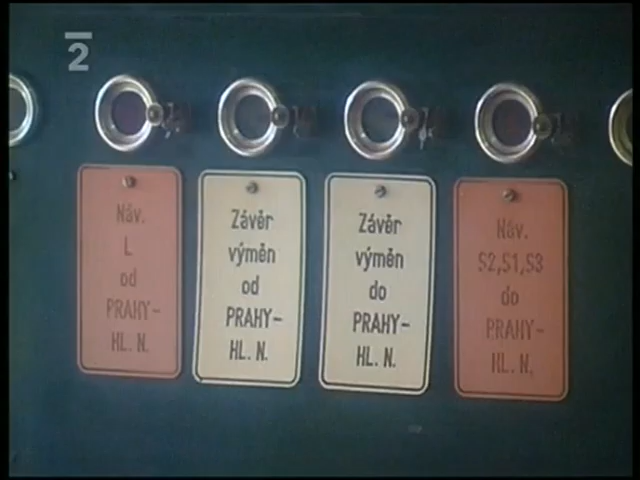 2
Náv.
L
od
PRAHY-
HL. N.
Závěr
výměn
od
PRAHY-
HL. N.
Závěr
výměn
do
PRAHY-
HL. N.
Náv.
S2,S1,S3
do
PRAHY-
HL. N.